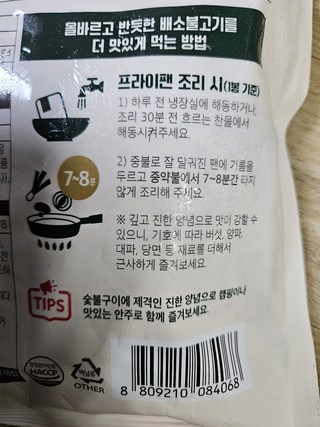 올바르고 반듯한 배소불고기를
더 맛있게 먹는 방법
프라이팬 조리 시(1봉 기준)
1) 하루 전 냉장실에 해동하거나,
조리 30분 전 흐르는 찬물에서
해동시켜주세요.
7~8분
2) 중불로 잘 달궈진 팬에 기름을
두르고 중약불에서 7~8분간 타지
않게 조리해 주세요.
※ 깊고 진한 양념으로 맛이 강할 수
있으니, 기호에 따라 버섯, 양파,
대파, 당면 등 재료를 더해서
근사하게 즐겨보세요.
TIPS
숯불구이에 제격인 진한 양념으로 캠핑이나
맛있는 안주로 함께 즐겨보세요.
HACCP
비닐류
OTHER
8 809210 084068